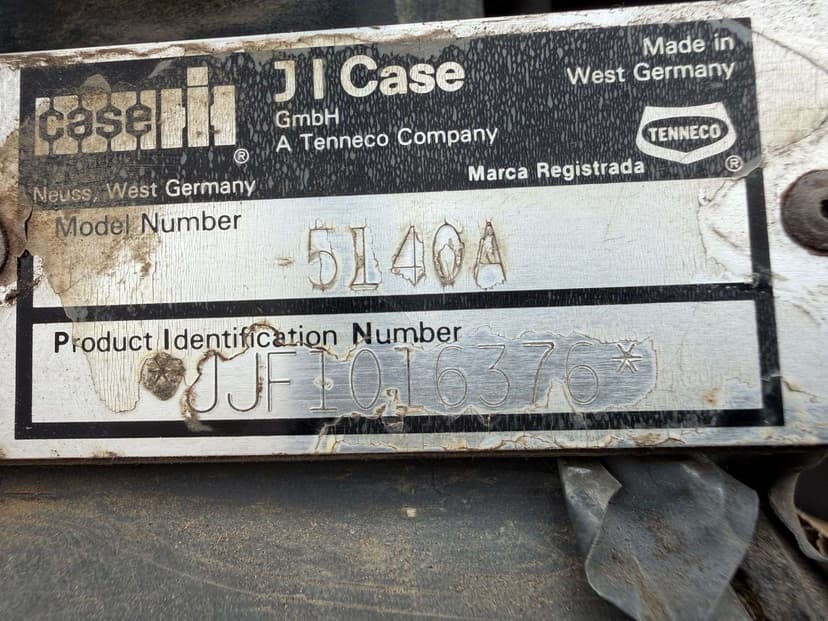 case IH ®
J I Case
GmbH
A Tenneco Company
Made in
West Germany
TENNECO ®
Marca Registrada
Neuss, West Germany
Model Number
5140A
Product Identification Number
*JJF1016376*